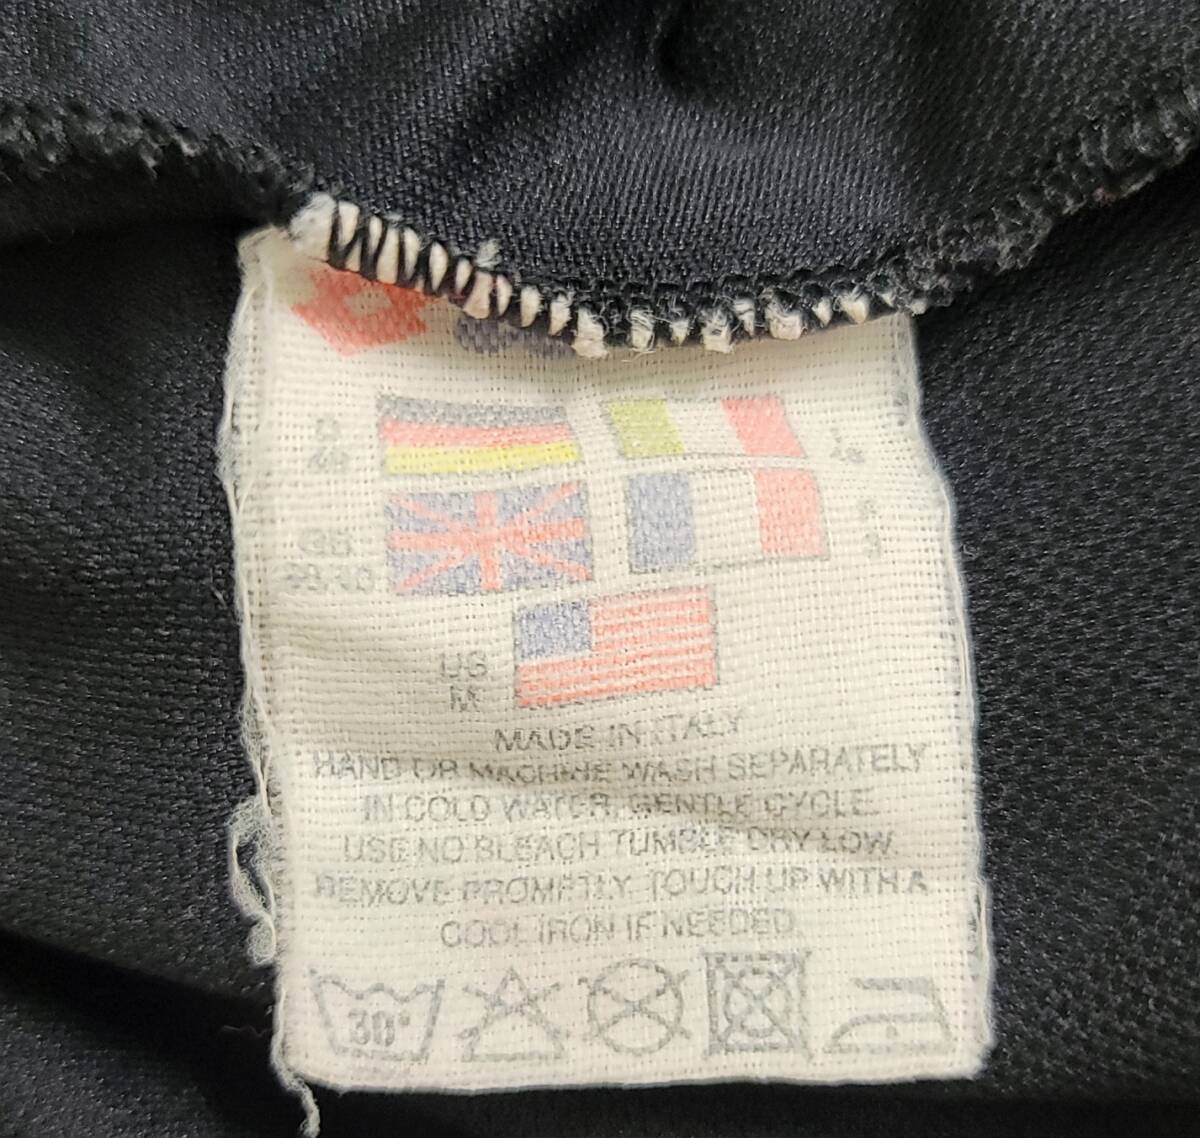 D
GB
US
M
MADE IN ITALY
HAND OR MACHINE WASH SEPARATELY
IN COLD WATER, GENTLE CYCLE.
USE NO BLEACH TUMBLE DRY LOW.
REMOVE PROMPTLY. TOUCH UP WITH A
COOL IRON IF NEEDED.
30°